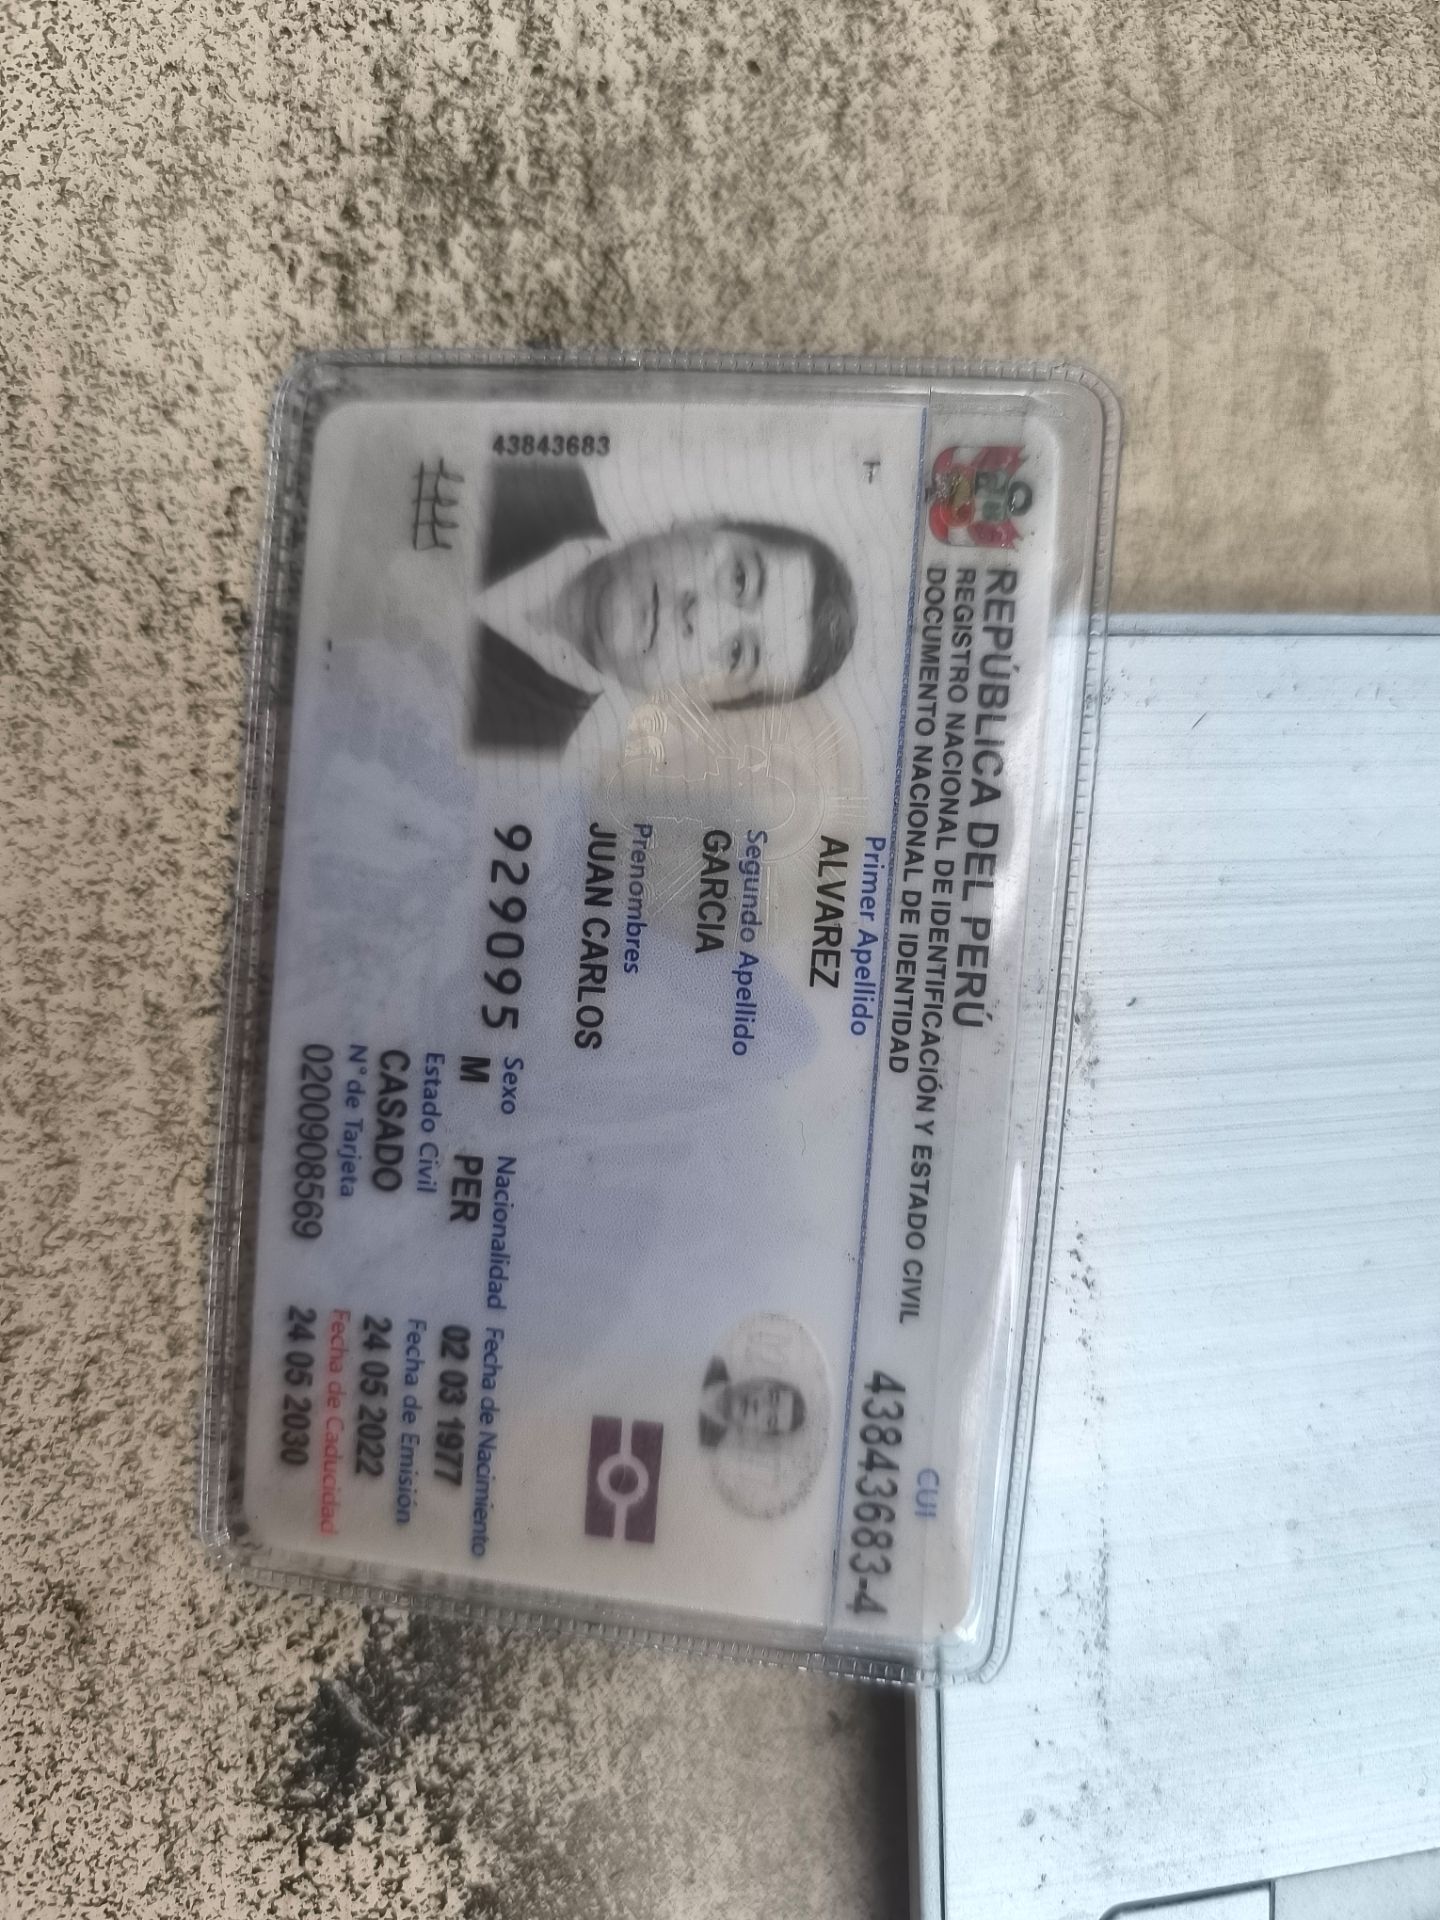 REPÚBLICA DEL PERÚ
REGISTRO NACIONAL DE IDENTIFICACIÓN Y ESTADO CIVIL
DOCUMENTO NACIONAL DE IDENTIDAD
CUI
43843683-4
Primer Apellido
ALVAREZ
Segundo Apellido
GARCIA
Prenombres
JUAN CARLOS
43843683
929095
Sexo Nacionalidad Fecha de Nacimiento
M PER 02 03 1977
Estado Civil Fecha de Emisión
CASADO 24 05 2022
N° de Tarjeta Fecha de Caducidad
0200908569 24 05 2030